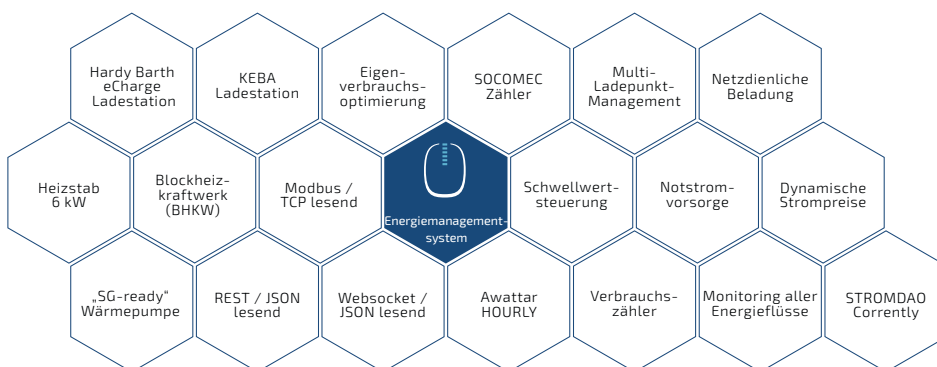 Hardy Barth
eCharge
Ladestation
KEBA
Ladestation
Eigen-
verbrauchs-
optimierung
SOCOMEC
Zähler
Multi-
Ladepunkt-
Management
Netzdienliche
Beladung
Heizstab
6 kW
Blockheiz-
kraftwerk
(BHKW)
Modbus /
TCP lesend
Energiemanagement-
system
Schwellwert-
steuerung
Notstrom-
vorsorge
Dynamische
Strompreise
„SG-ready“
Wärmepumpe
REST / JSON
lesend
Websocket /
JSON lesend
Awattar
HOURLY
Verbrauchs-
zähler
Monitoring aller
Energieflüsse
STROMDAO
Corrently